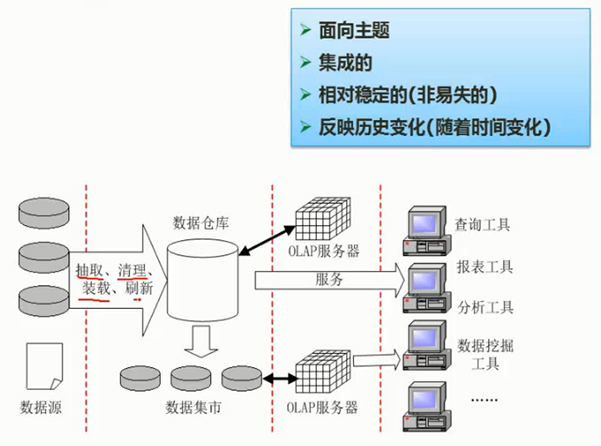 面向主题
集成的
相对稳定的(非易失的)
反映历史变化(随着时间变化)
数据仓库
OLAP服务器
查询工具
抽取、清理、
装载、刷新
服务
报表工具
分析工具
数据挖掘
工具
数据源
数据集市
OLAP服务器
……